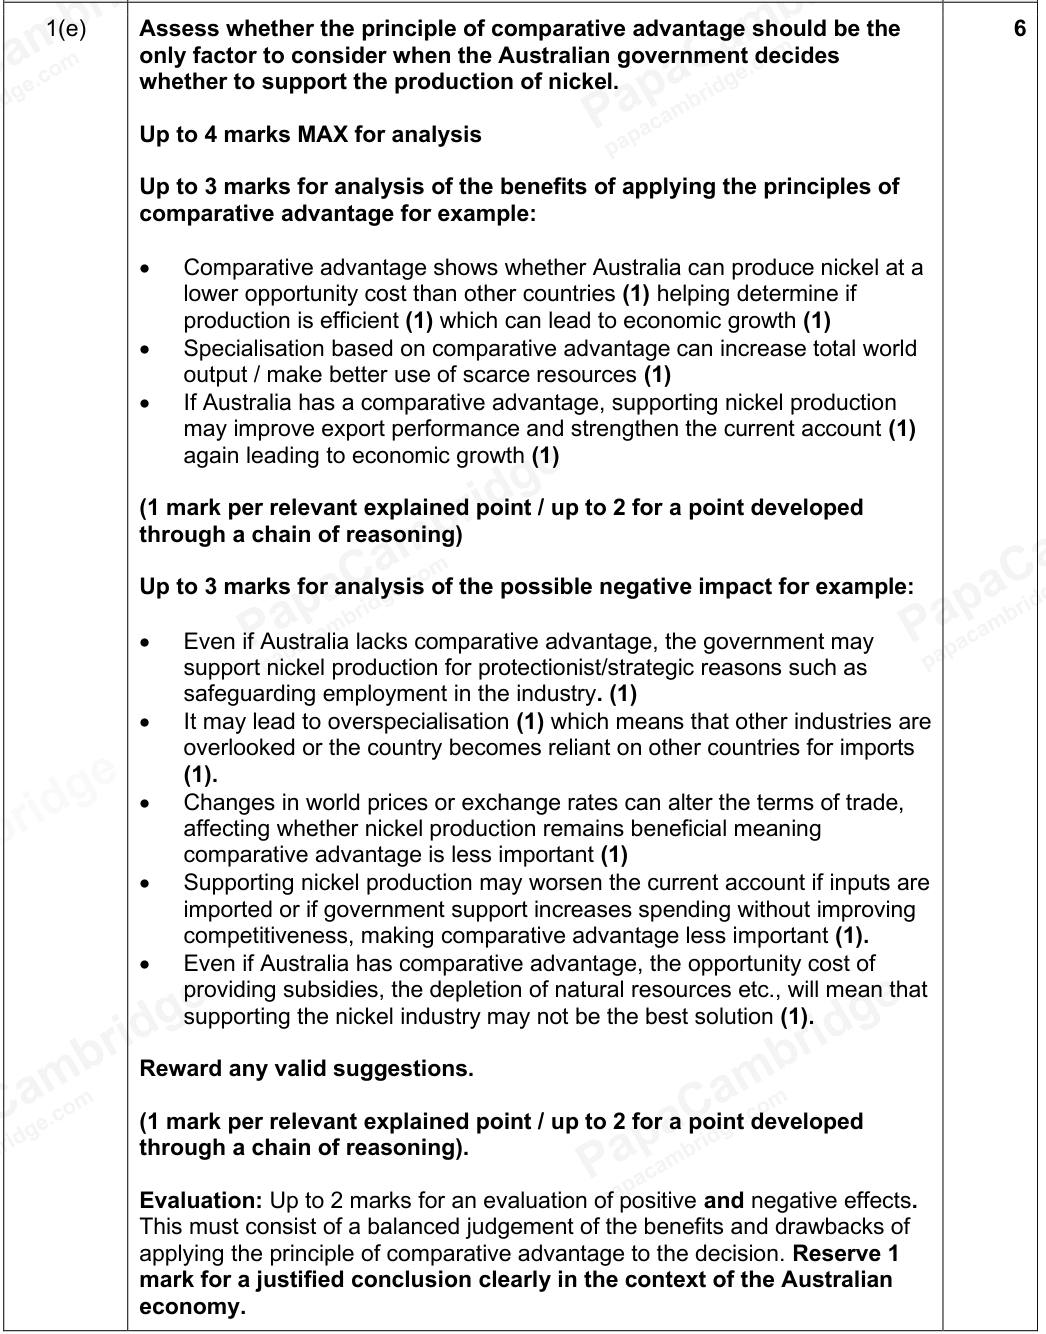 1(e)
Assess whether the principle of comparative advantage should be the
only factor to consider when the Australian government decides
whether to support the production of nickel.
6
Up to 4 marks MAX for analysis
Up to 3 marks for analysis of the benefits of applying the principles of
comparative advantage for example:
• Comparative advantage shows whether Australia can produce nickel at a
lower opportunity cost than other countries (1) helping determine if
production is efficient (1) which can lead to economic growth (1)
• Specialisation based on comparative advantage can increase total world
output / make better use of scarce resources (1)
• If Australia has a comparative advantage, supporting nickel production
may improve export performance and strengthen the current account (1)
again leading to economic growth (1)
(1 mark per relevant explained point / up to 2 for a point developed
through a chain of reasoning)
Up to 3 marks for analysis of the possible negative impact for example:
• Even if Australia lacks comparative advantage, the government may
support nickel production for protectionist/strategic reasons such as
safeguarding employment in the industry. (1)
• It may lead to overspecialisation (1) which means that other industries are
overlooked or the country becomes reliant on other countries for imports
(1).
• Changes in world prices or exchange rates can alter the terms of trade,
affecting whether nickel production remains beneficial meaning
comparative advantage is less important (1)
• Supporting nickel production may worsen the current account if inputs are
imported or if government support increases spending without improving
competitiveness, making comparative advantage less important (1).
• Even if Australia has comparative advantage, the opportunity cost of
providing subsidies, the depletion of natural resources etc., will mean that
supporting the nickel industry may not be the best solution (1).
Reward any valid suggestions.
(1 mark per relevant explained point / up to 2 for a point developed
through a chain of reasoning).
Evaluation: Up to 2 marks for an evaluation of positive and negative effects.
This must consist of a balanced judgement of the benefits and drawbacks of
applying the principle of comparative advantage to the decision. Reserve 1
mark for a justified conclusion clearly in the context of the Australian
economy.
PapaCambridge
papacambridge.com